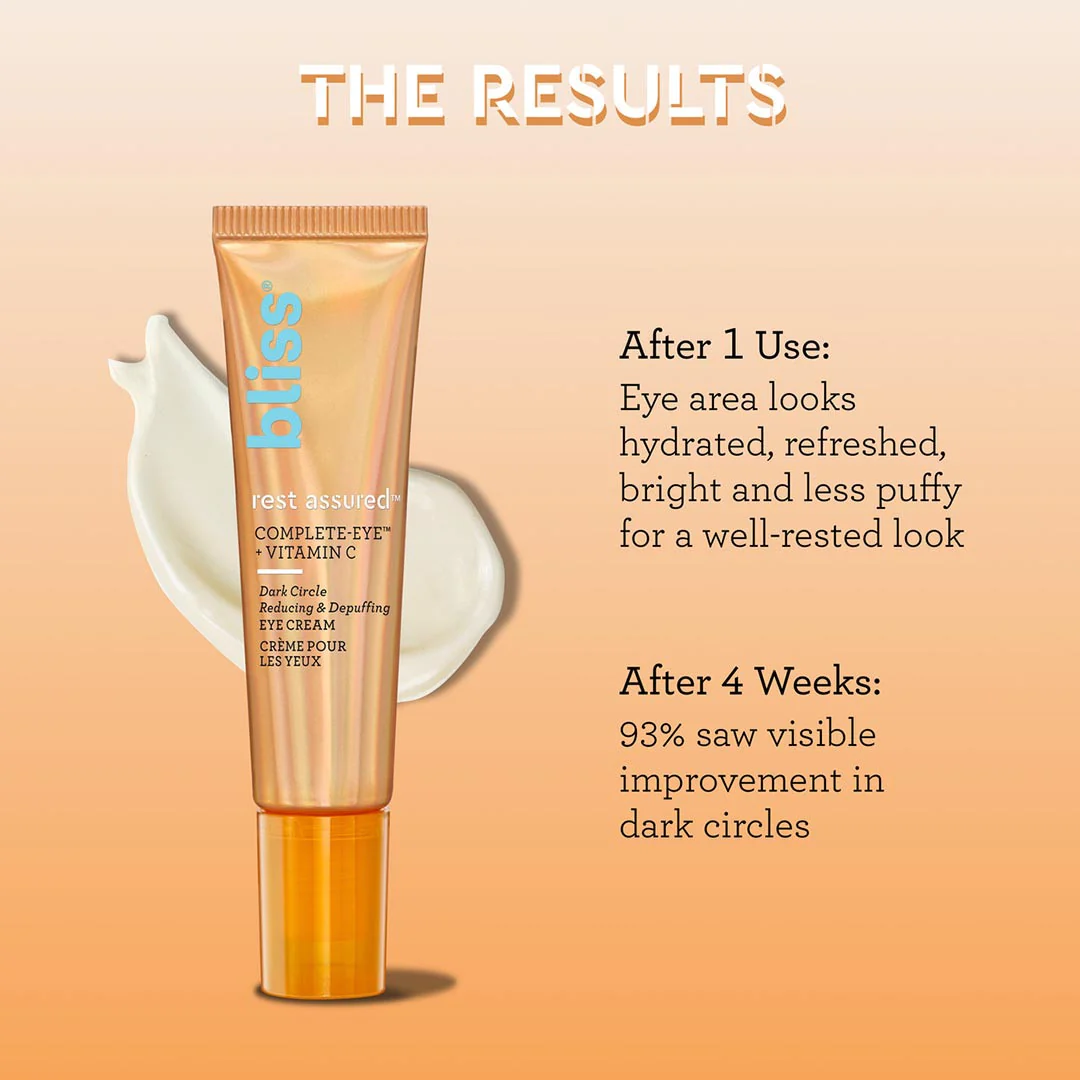 THE RESULTS
bliss®
rest assured™
COMPLETE-EYE™
+ VITAMIN C
Dark Circle
Reducing & Depuffing
EYE CREAM
CRÈME POUR
LES YEUX
After 1 Use:
Eye area looks
hydrated, refreshed,
bright and less puffy
for a well-rested look
After 4 Weeks:
93% saw visible
improvement in
dark circles